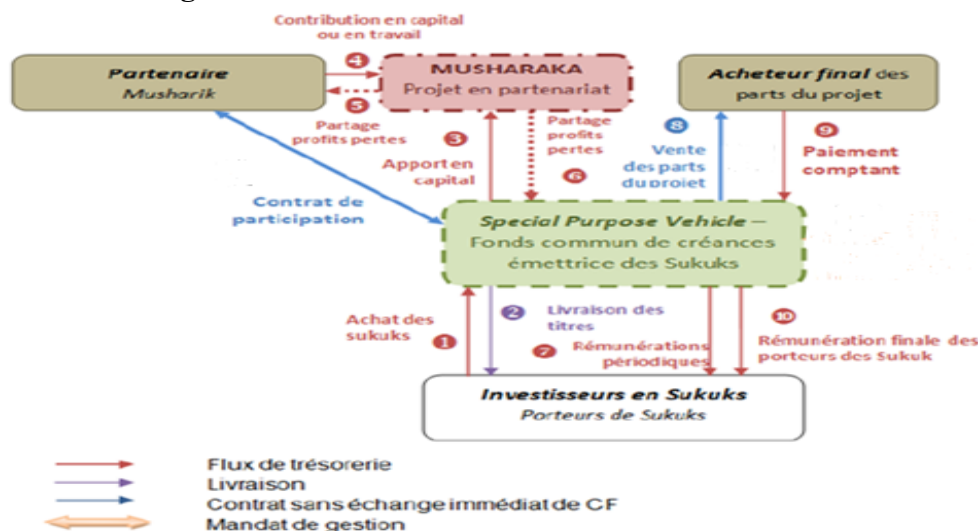 Contribution en capital
ou en travail
Partenaire
Musharik
4
5
Partage
profits pertes
MUSHARAKA
Projet en partenariat
Acheteur final des
parts du projet
3
Apport en
capital
Partage
profits
pertes
6
8
Vente
des parts
du projet
9
Paiement
comptant
Contrat de
participation
Special Purpose Vehicle –
Fonds commun de créances
émettrice des Sukuks
Achat des
sukuks
1
2
Livraison des
titres
7
Rémunérations
périodiques
10
Rémunération finale des
porteurs des Sukuk
Investisseurs en Sukuks
Porteurs de Sukuks
Flux de trésorerie
Livraison
Contrat sans échange immédiat de CF
Mandat de gestion